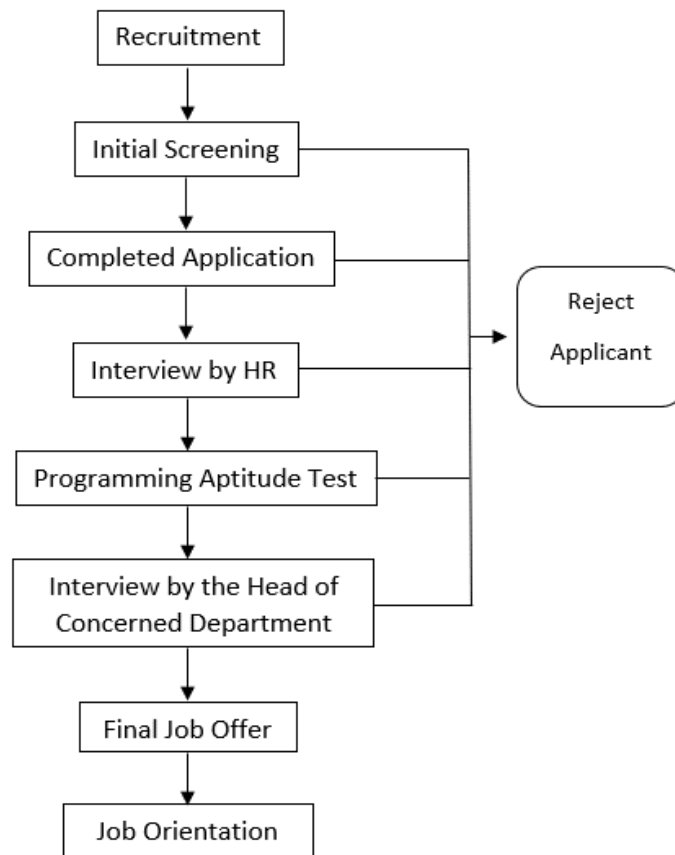 Recruitment
Initial Screening
Completed Application
Interview by HR
Programming Aptitude Test
Interview by the Head of
Concerned Department
Final Job Offer
Job Orientation
Reject
Applicant